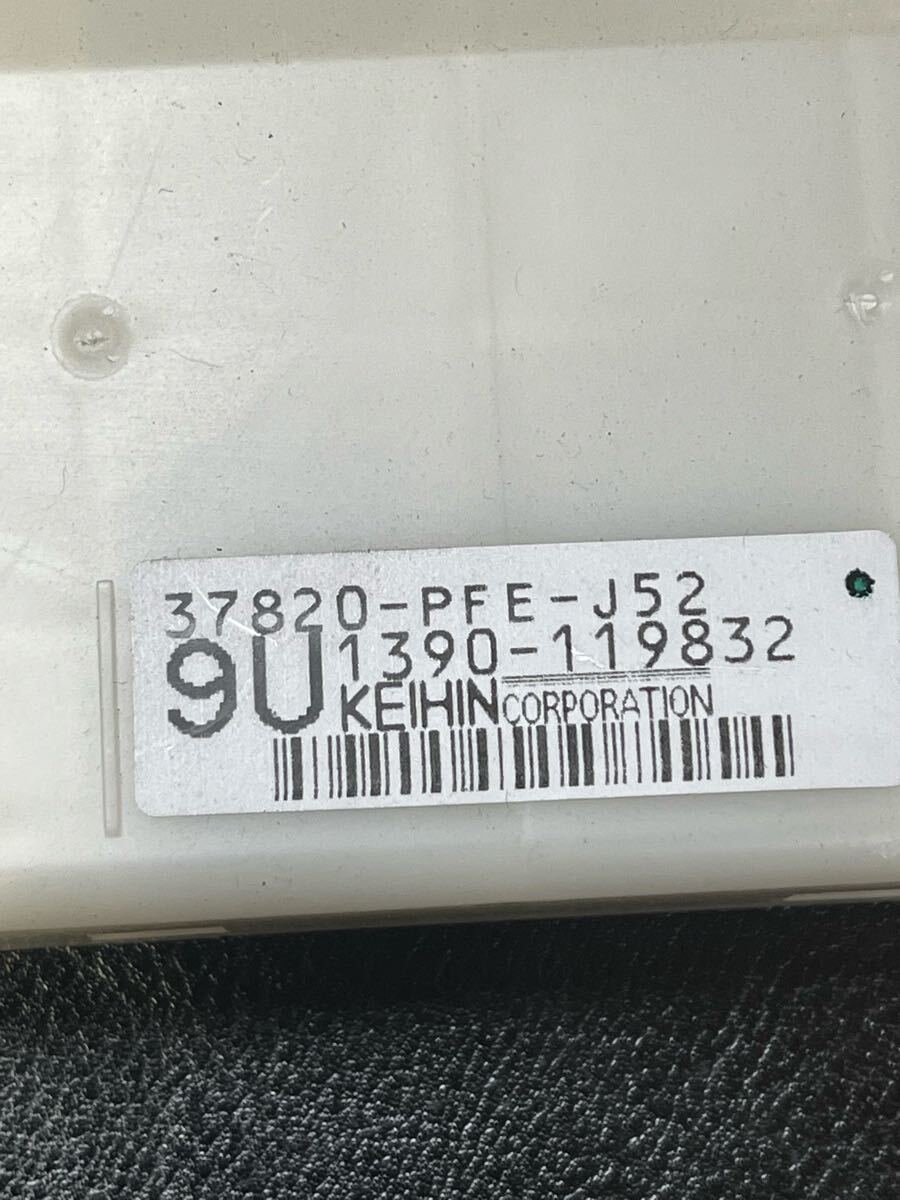 37820-PFE-J52
9U 1390-119832
KEIHIN CORPORATION